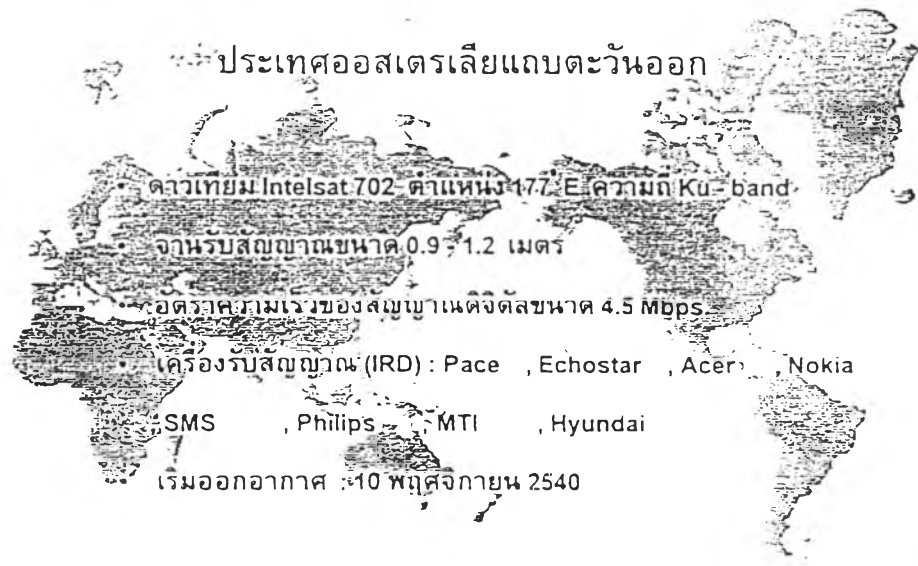 ประเทศออสเตรเลียแถบตะวันออก
• ดาวเทียม Intelsat 702 ตำแหน่ง 177° E ความถี่ Ku - band
• จานรับสัญญาณขนาด 0.9 - 1.2 เมตร
• อัตราความเร็วของสัญญาณดิจิตัลขนาด 4.5 Mbps
• เครื่องรับสัญญาณ (IRD) : Pace , Echostar , Acer , Nokia
, SMS , Philips , MTI , Hyundai
เริ่มออกอากาศ : 10 พฤศจิกายน 2540